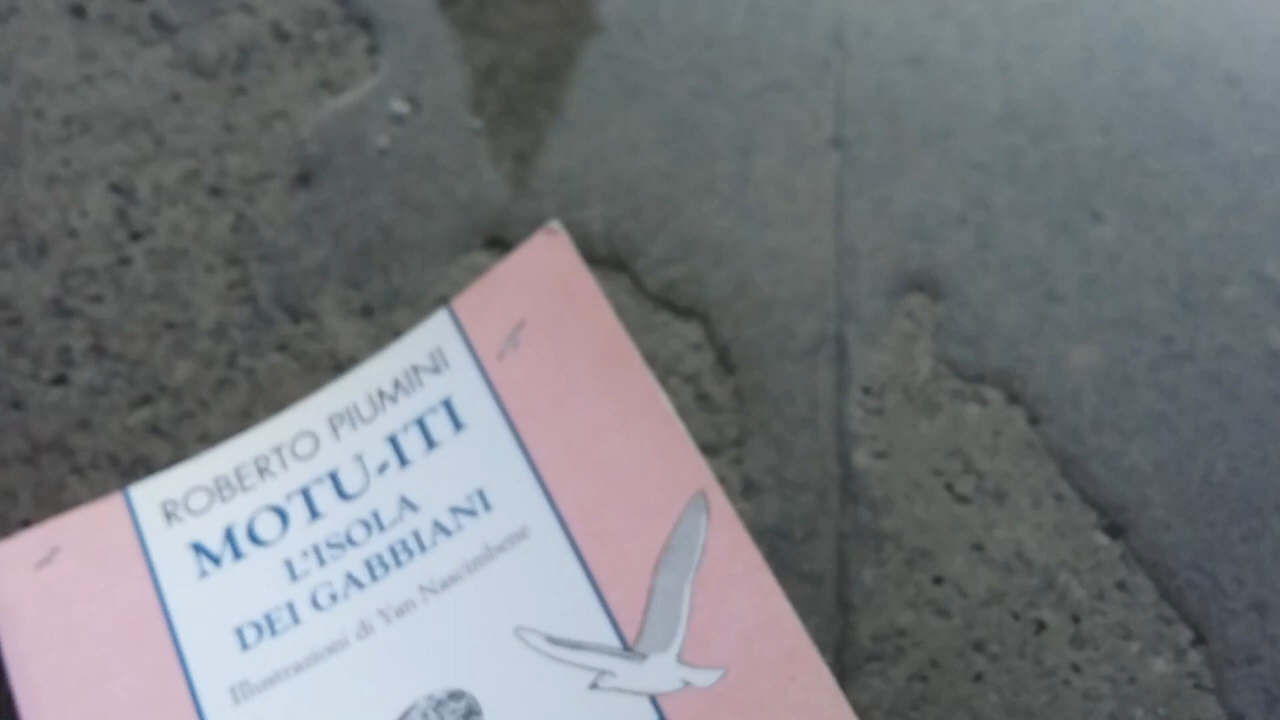 ROBERTO PIUMINI
MOTU-ITI
L'ISOLA
DEI GABBIANI
Illustrazioni di Yan Nascimbene